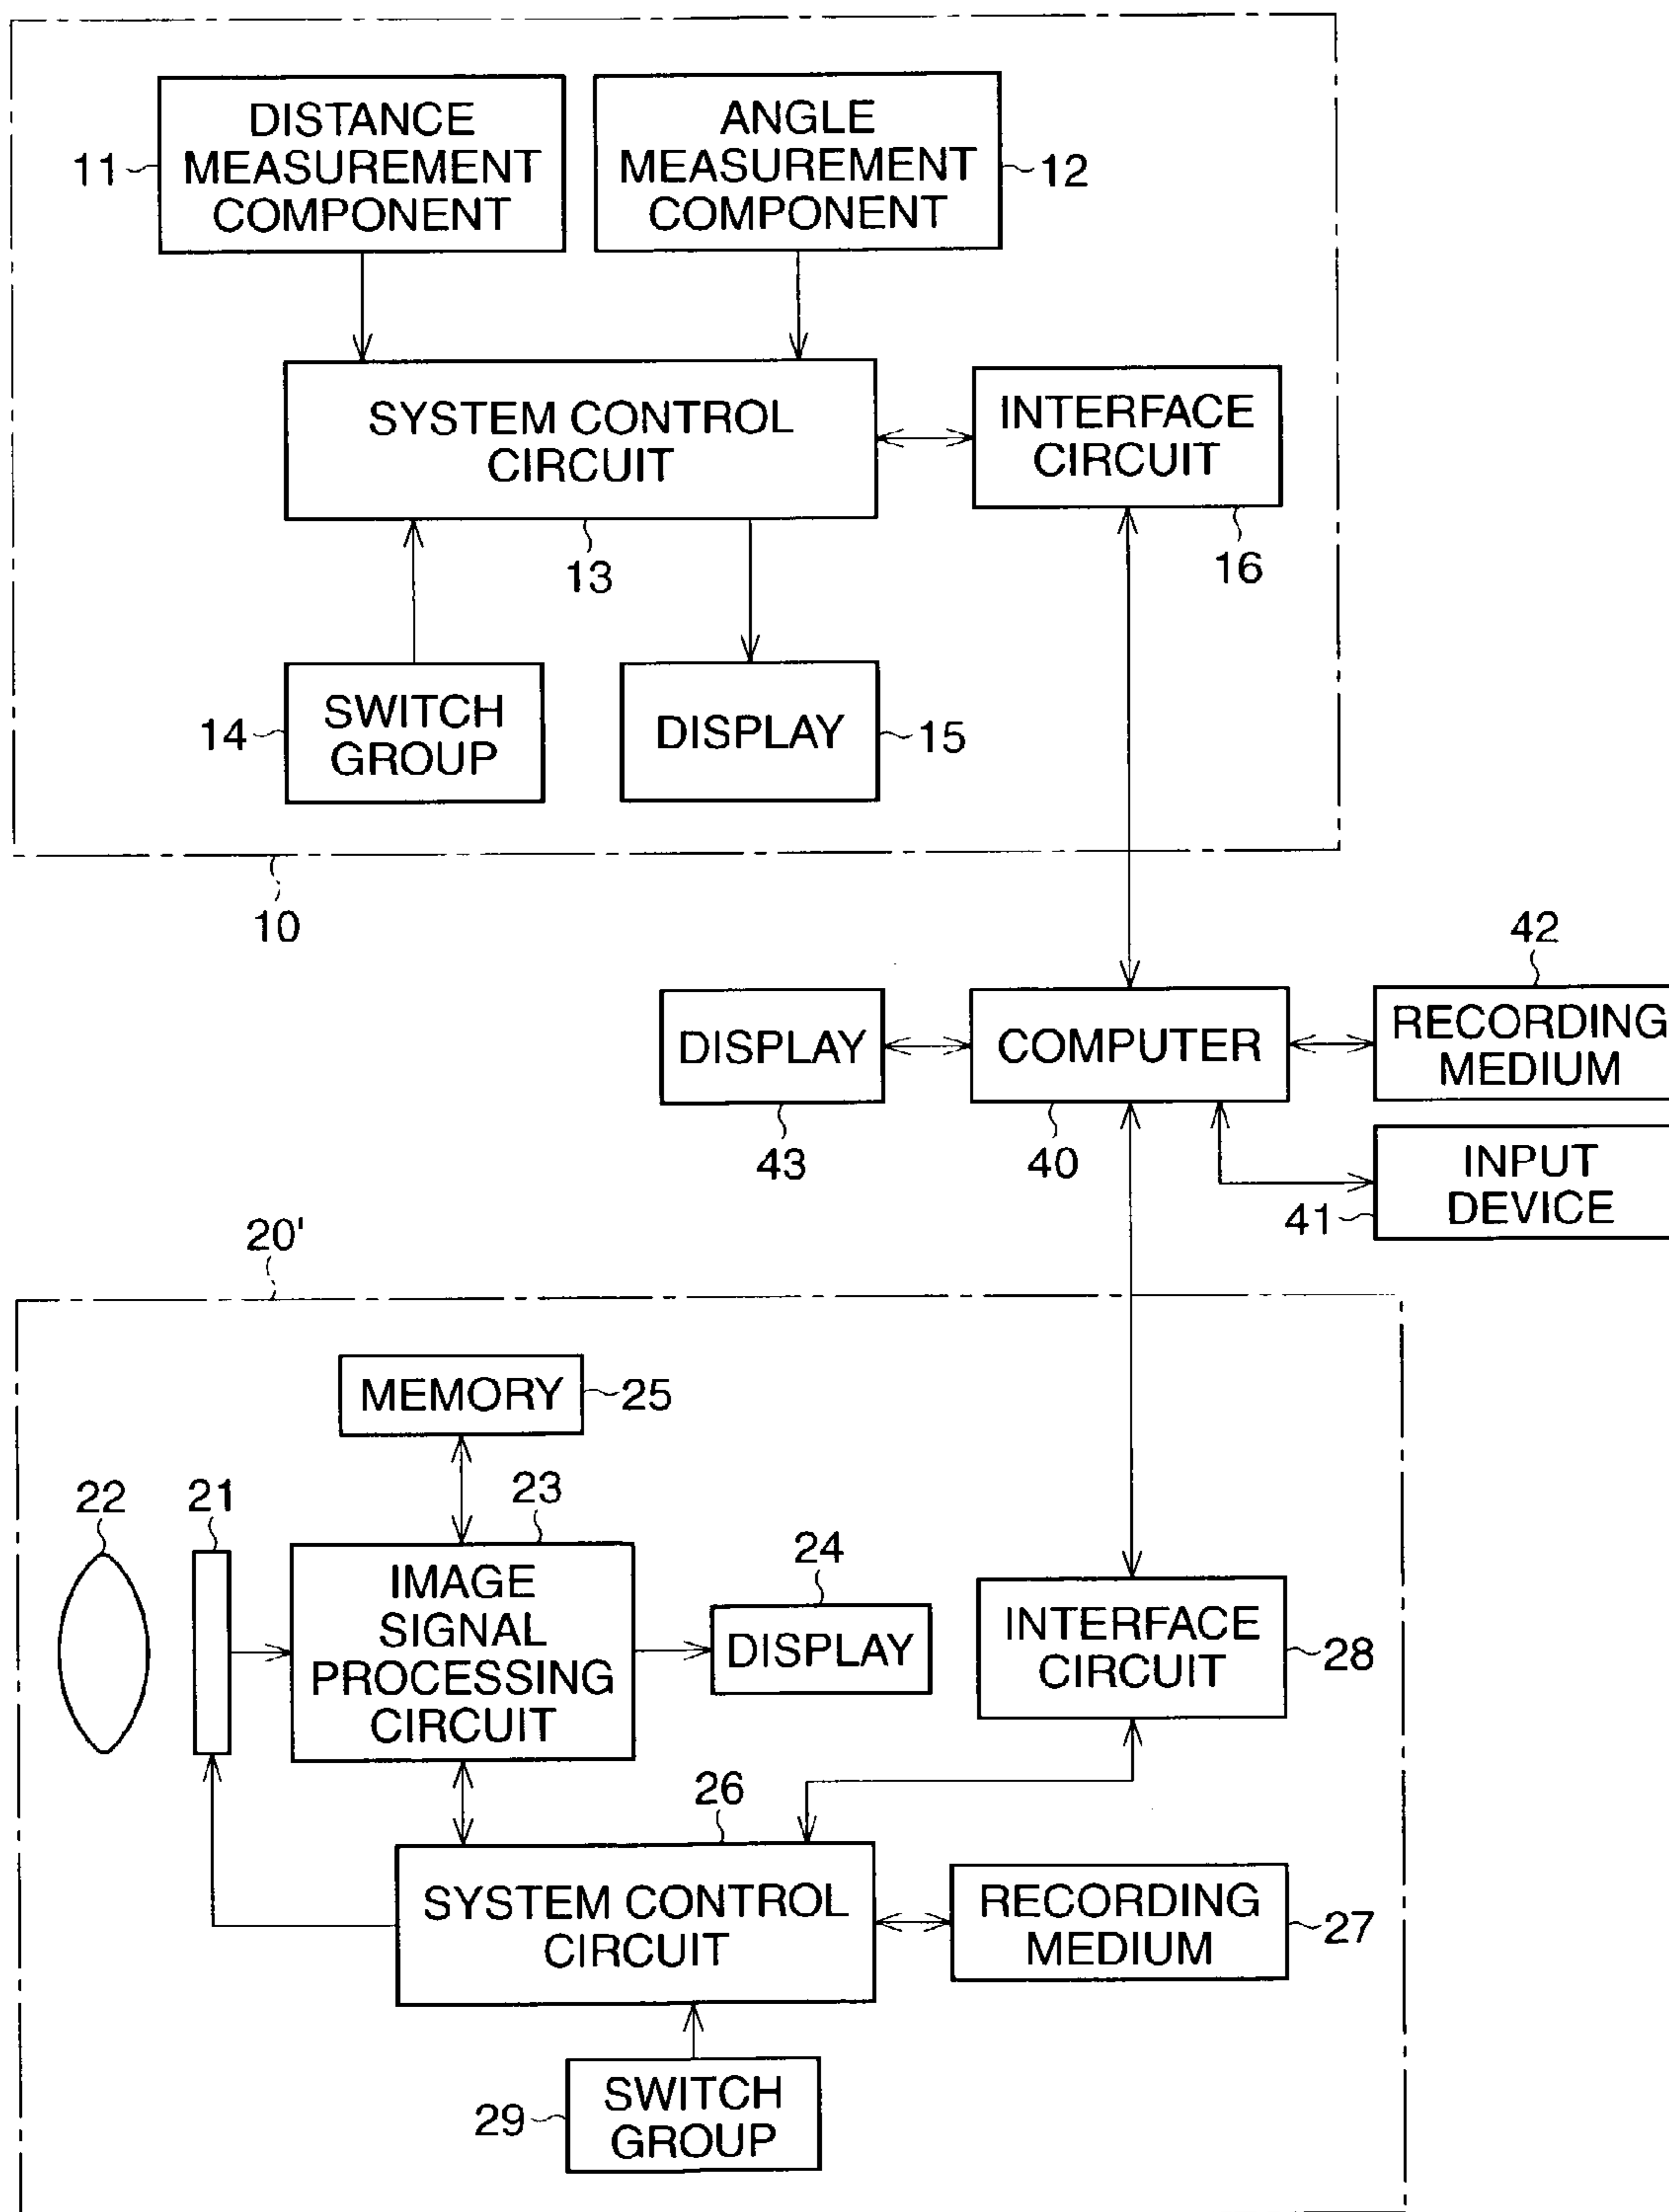 DISTANCE
MEASUREMENT
COMPONENT
11
ANGLE
MEASUREMENT
COMPONENT
12
SYSTEM CONTROL
CIRCUIT
13
INTERFACE
CIRCUIT
16
14
SWITCH
GROUP
DISPLAY
15
10
42
DISPLAY
43
COMPUTER
40
RECORDING
MEDIUM
INPUT
DEVICE
41
20'
MEMORY
25
22
21
23
IMAGE
SIGNAL
PROCESSING
CIRCUIT
24
DISPLAY
INTERFACE
CIRCUIT
28
26
SYSTEM CONTROL
CIRCUIT
RECORDING
MEDIUM
27
29
SWITCH
GROUP